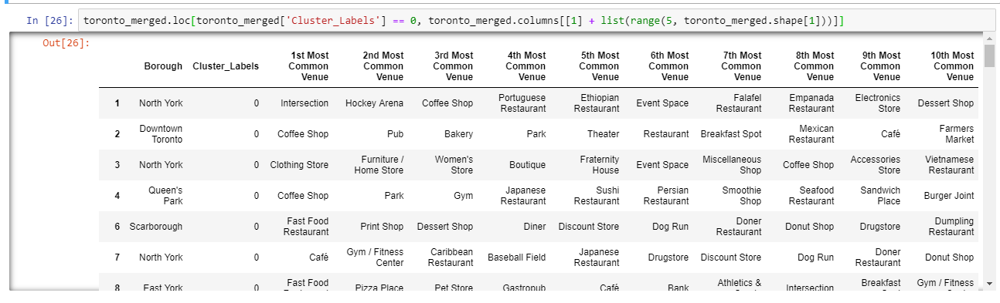 In [26]: toronto_merged.loc[toronto_merged['Cluster_Labels'] == 0, toronto_merged.columns[[1] + list(range(5, toronto_merged.shape[1]))]]
Out[26]:
Borough Cluster_Labels 1st Most Common Venue 2nd Most Common Venue 3rd Most Common Venue 4th Most Common Venue 5th Most Common Venue 6th Most Common Venue 7th Most Common Venue 8th Most Common Venue 9th Most Common Venue 10th Most Common Venue
1 North York 0 Intersection Hockey Arena Coffee Shop Portuguese Restaurant Ethiopian Restaurant Event Space Falafel Restaurant Empanada Restaurant Electronics Store Dessert Shop
2 Downtown Toronto 0 Coffee Shop Pub Bakery Park Theater Restaurant Breakfast Spot Mexican Restaurant Café Farmers Market
3 North York 0 Clothing Store Furniture / Home Store Women's Store Boutique Fraternity House Event Space Miscellaneous Shop Coffee Shop Accessories Store Vietnamese Restaurant
4 Queen's Park 0 Coffee Shop Park Gym Japanese Restaurant Sushi Restaurant Persian Restaurant Smoothie Shop Seafood Restaurant Sandwich Place Burger Joint
6 Scarborough 0 Fast Food Restaurant Print Shop Dessert Shop Diner Discount Store Dog Run Doner Restaurant Donut Shop Drugstore Dumpling Restaurant
7 North York 0 Café Gym / Fitness Center Caribbean Restaurant Baseball Field Japanese Restaurant Drugstore Discount Store Dog Run Doner Restaurant Donut Shop
8 East York 0 Fast Food Pizza Place Pet Store Gastropub Café Bank Athletics & Intersection Breakfast Gym / Fitness